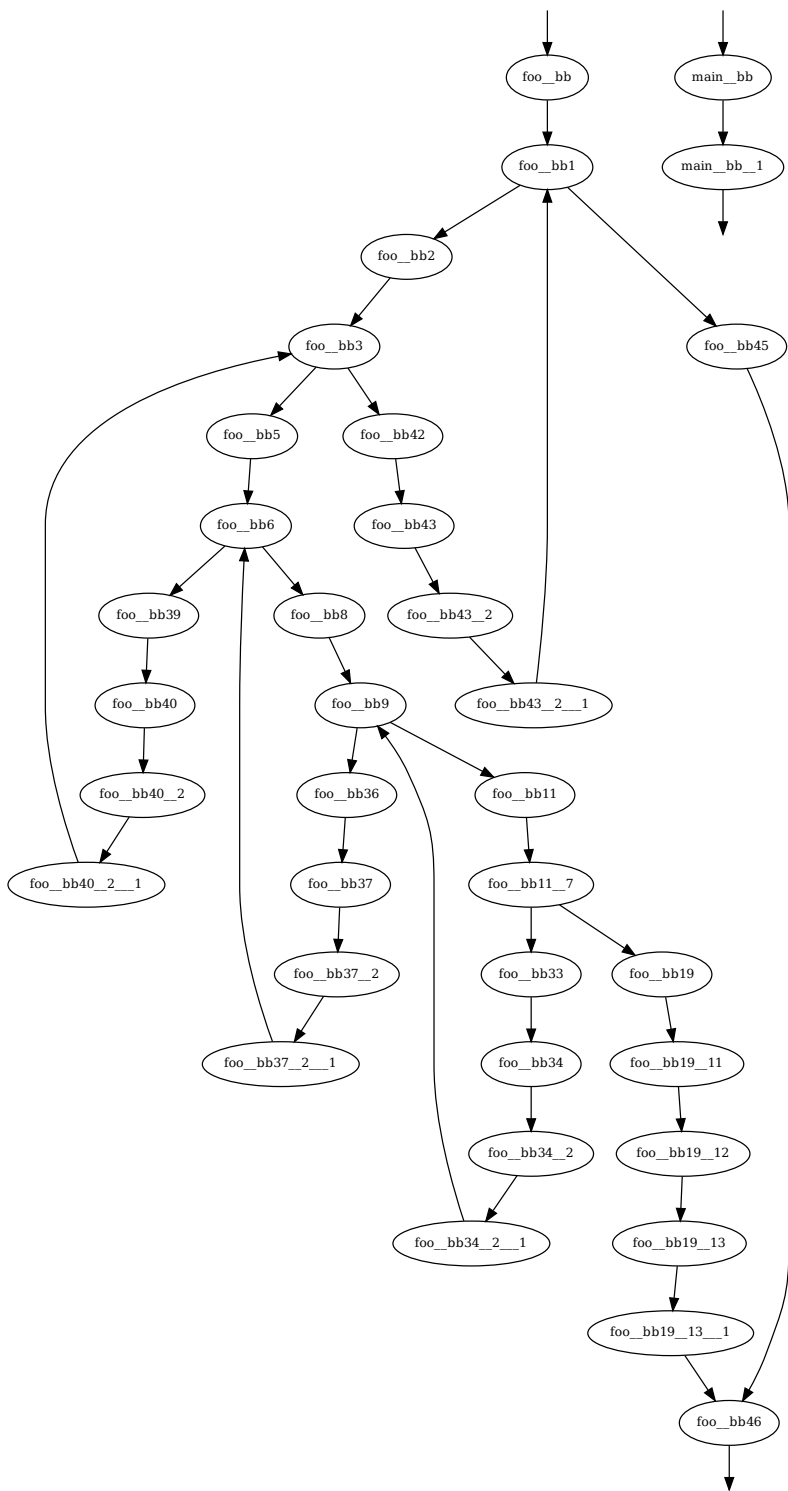 foo__bb
main__bb
foo__bb1
main__bb__1
foo__bb2
foo__bb3
foo__bb45
foo__bb5
foo__bb42
foo__bb6
foo__bb43
foo__bb39
foo__bb8
foo__bb43__2
foo__bb40
foo__bb9
foo__bb43__2___1
foo__bb40__2
foo__bb36
foo__bb11
foo__bb40__2___1
foo__bb37
foo__bb11__7
foo__bb37__2
foo__bb33
foo__bb19
foo__bb37__2___1
foo__bb34
foo__bb19__11
foo__bb34__2
foo__bb19__12
foo__bb34__2___1
foo__bb19__13
foo__bb19__13___1
foo__bb46